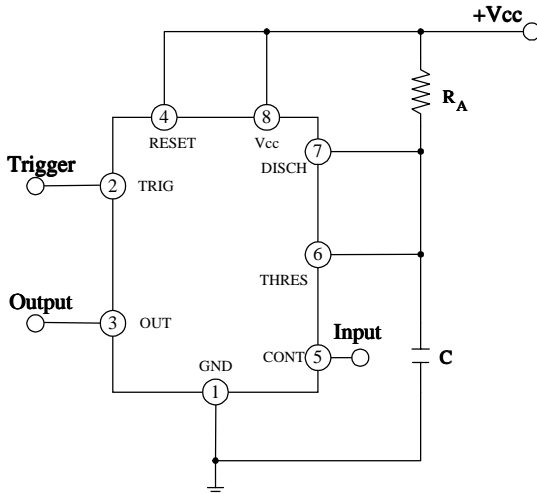 +Vcc
RA
4
8
RESET
Vcc
7
DISCH
Trigger
2
TRIG
6
THRES
Output
3
OUT
Input
CONT
5
C
GND
1